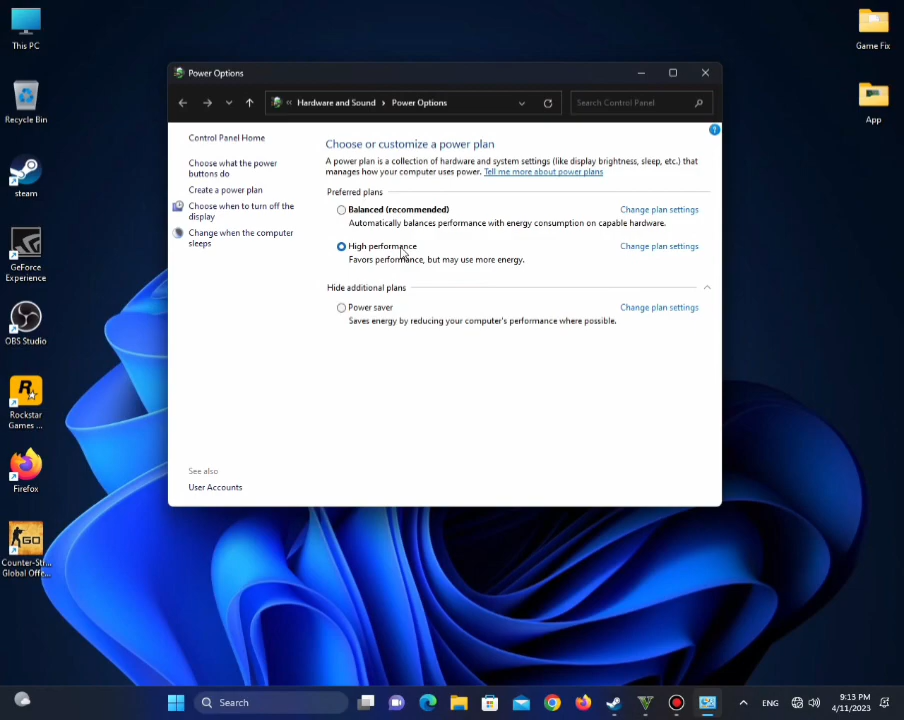 This PC
Recycle Bin
steam
GeForce
Experience
OBS Studio
Rockstar
Games ...
Firefox
Counter-Str...
Global Offe...
Game Fix
App
Power Options
« Hardware and Sound › Power Options
Search Control Panel
Control Panel Home
Choose what the power
buttons do
Create a power plan
Choose when to turn off the
display
Change when the computer
sleeps
See also
User Accounts
Choose or customize a power plan
A power plan is a collection of hardware and system settings (like display brightness, sleep, etc.) that
manages how your computer uses power. Tell me more about power plans
Preferred plans
Balanced (recommended) Change plan settings
Automatically balances performance with energy consumption on capable hardware.
High performance Change plan settings
Favors performance, but may use more energy.
Hide additional plans
Power saver Change plan settings
Saves energy by reducing your computer's performance where possible.
Search
ENG
9:13 PM
4/11/2023